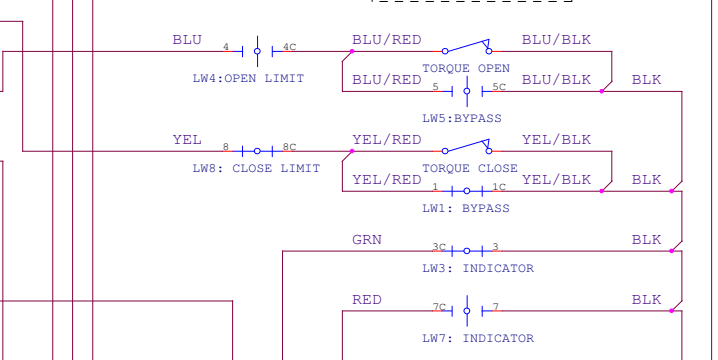 BLU 4 4C BLU/RED BLU/BLK
LW4:OPEN LIMIT TORQUE OPEN
BLU/RED 5 5C BLU/BLK BLK
LW5:BYPASS
YEL 8 8C YEL/RED YEL/BLK
LW8: CLOSE LIMIT TORQUE CLOSE
YEL/RED 1 1C YEL/BLK BLK
LW1: BYPASS
GRN 3C 3 BLK
LW3: INDICATOR
RED 7C 7 BLK
LW7: INDICATOR